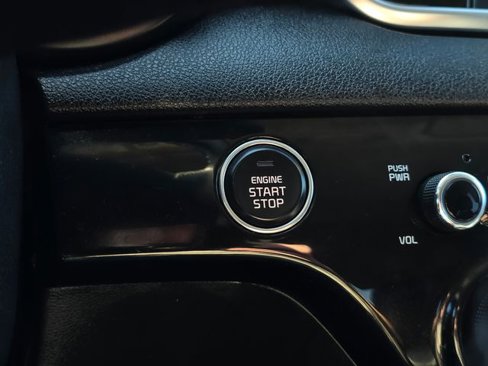 ENGINE
START
STOP
PUSH
PWR
VOL